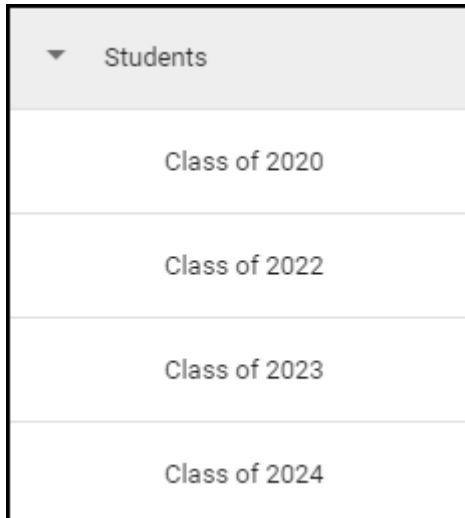 Students
Class of 2020
Class of 2022
Class of 2023
Class of 2024